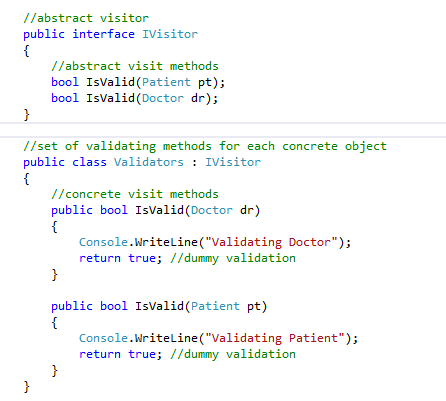 //abstract visitor
public interface IVisitor
{
    //abstract visit methods
    bool IsValid(Patient pt);
    bool IsValid(Doctor dr);
}
//set of validating methods for each concrete object
public class Validators : IVisitor
{
    //concrete visit methods
    public bool IsValid(Doctor dr)
    {
        Console.WriteLine("Validating Doctor");
        return true; //dummy validation
    }
    public bool IsValid(Patient pt)
    {
        Console.WriteLine("Validating Patient");
        return true; //dummy validation
    }
}